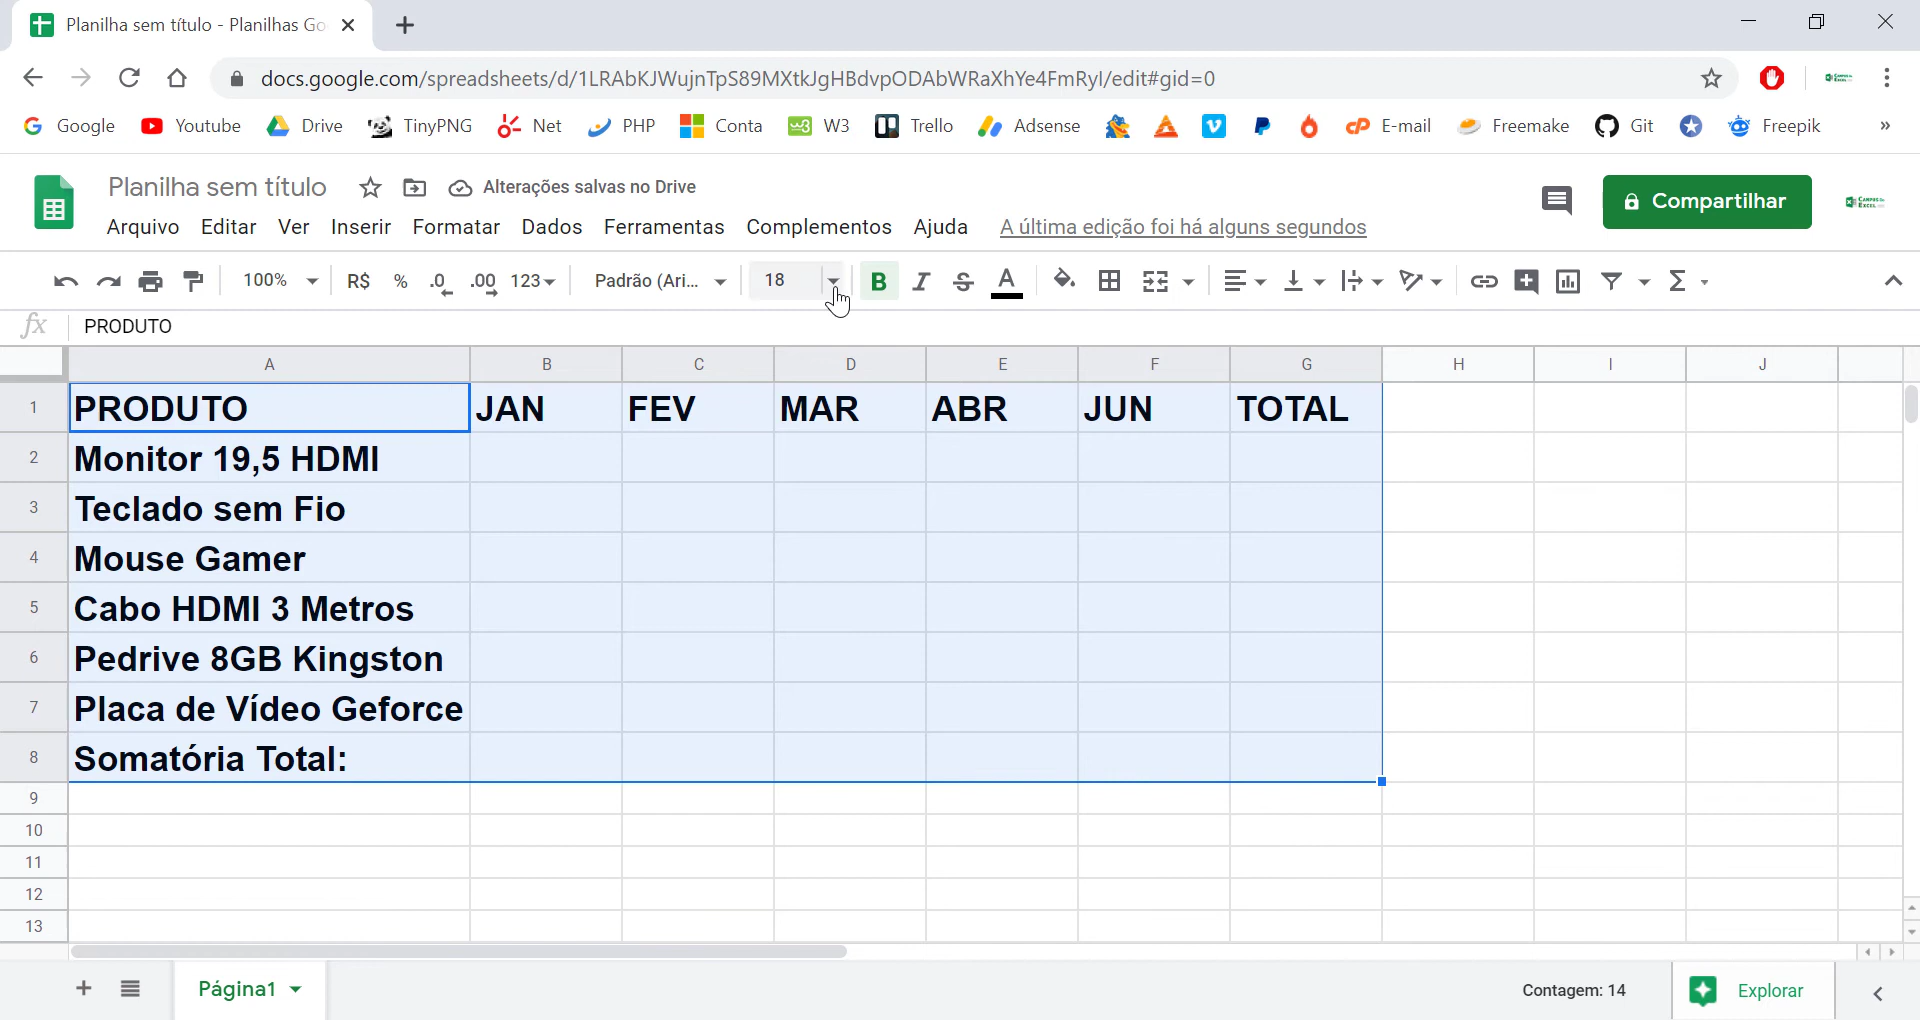 Planilha sem título - Planilhas Go
docs.google.com/spreadsheets/d/1LRAbKJWujnTpS89MXtkJgHBdvpODAbWRaXhYe4FmRyI/edit#gid=0
Google Youtube Drive TinyPNG Net PHP Conta W3 Trello Adsense E-mail Freemake Git Freepik »
Planilha sem título Alterações salvas no Drive
Compartilhar
Arquivo Editar Ver Inserir Formatar Dados Ferramentas Complementos Ajuda A última edição foi há alguns segundos
100% R$ % .0 .00 123 Padrão (Ari... 18 B I S A Σ
fx PRODUTO
A B C D E F G H I J
1 PRODUTO JAN FEV MAR ABR JUN TOTAL
2 Monitor 19,5 HDMI
3 Teclado sem Fio
4 Mouse Gamer
5 Cabo HDMI 3 Metros
6 Pedrive 8GB Kingston
7 Placa de Vídeo Geforce
8 Somatória Total:
9
10
11
12
13
Página1 Contagem: 14 Explorar